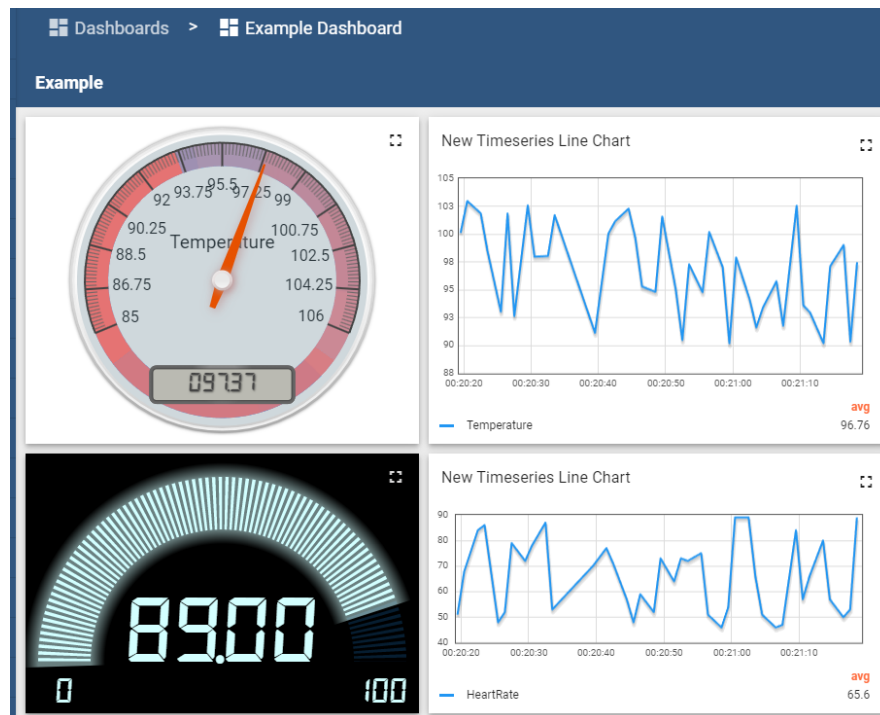 Dashboards > Example Dashboard
Example
85
86.75
88.5
90.25
92
93.75
95.5
97.25
99
100.75
102.5
104.25
106
Temperature
097.37
New Timeseries Line Chart
105
103
100
98
95
93
90
88
00:20:20 00:20:30 00:20:40 00:20:50 00:21:00 00:21:10
avg
Temperature 96.76
89.00
0 100
New Timeseries Line Chart
90
80
70
60
50
40
00:20:20 00:20:30 00:20:40 00:20:50 00:21:00 00:21:10
avg
HeartRate 65.6